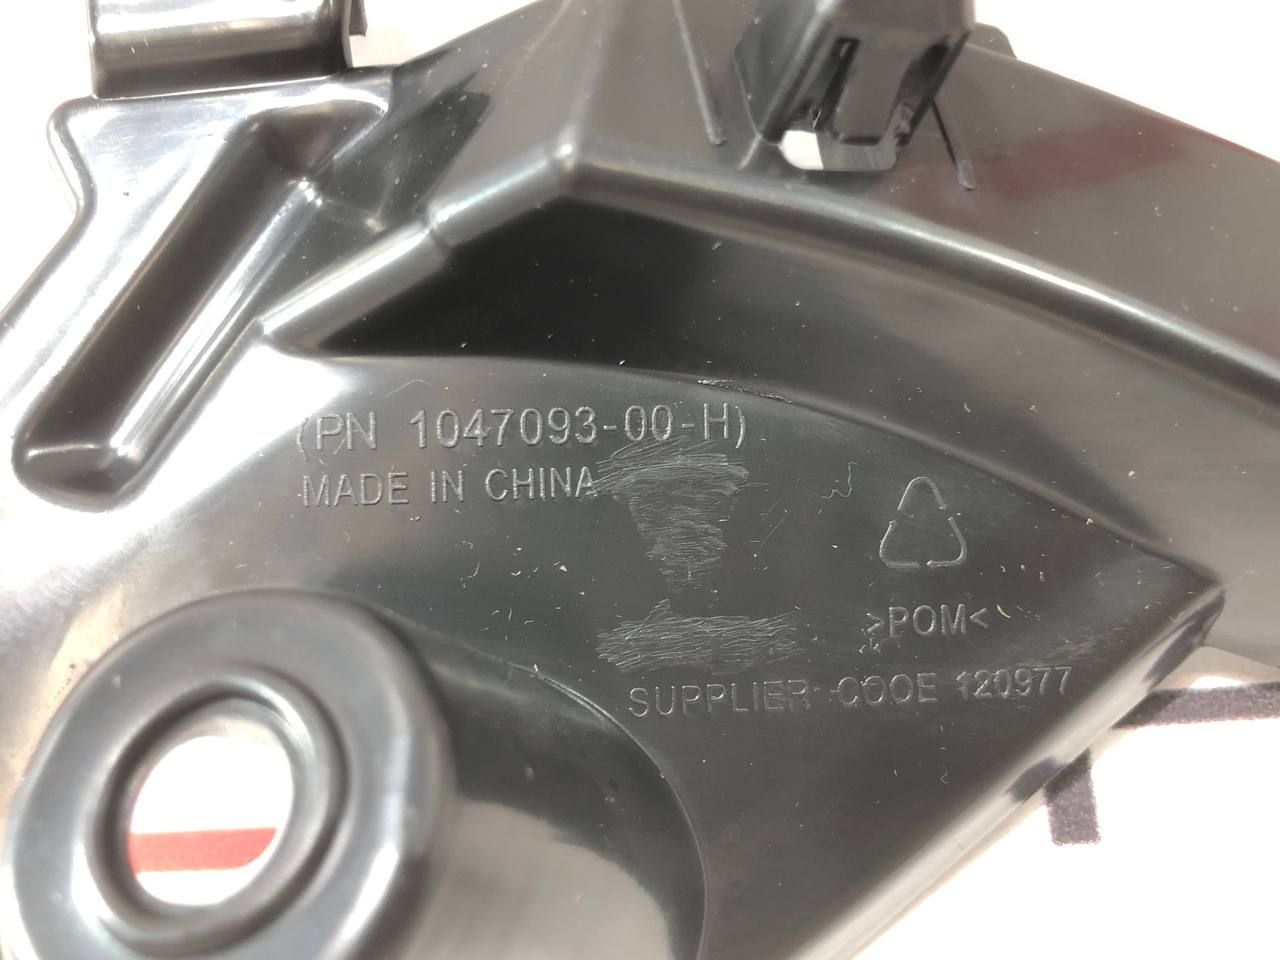 (PN 1047093-00-H)
MADE IN CHINA
>POM<
SUPPLIER COOE 120977